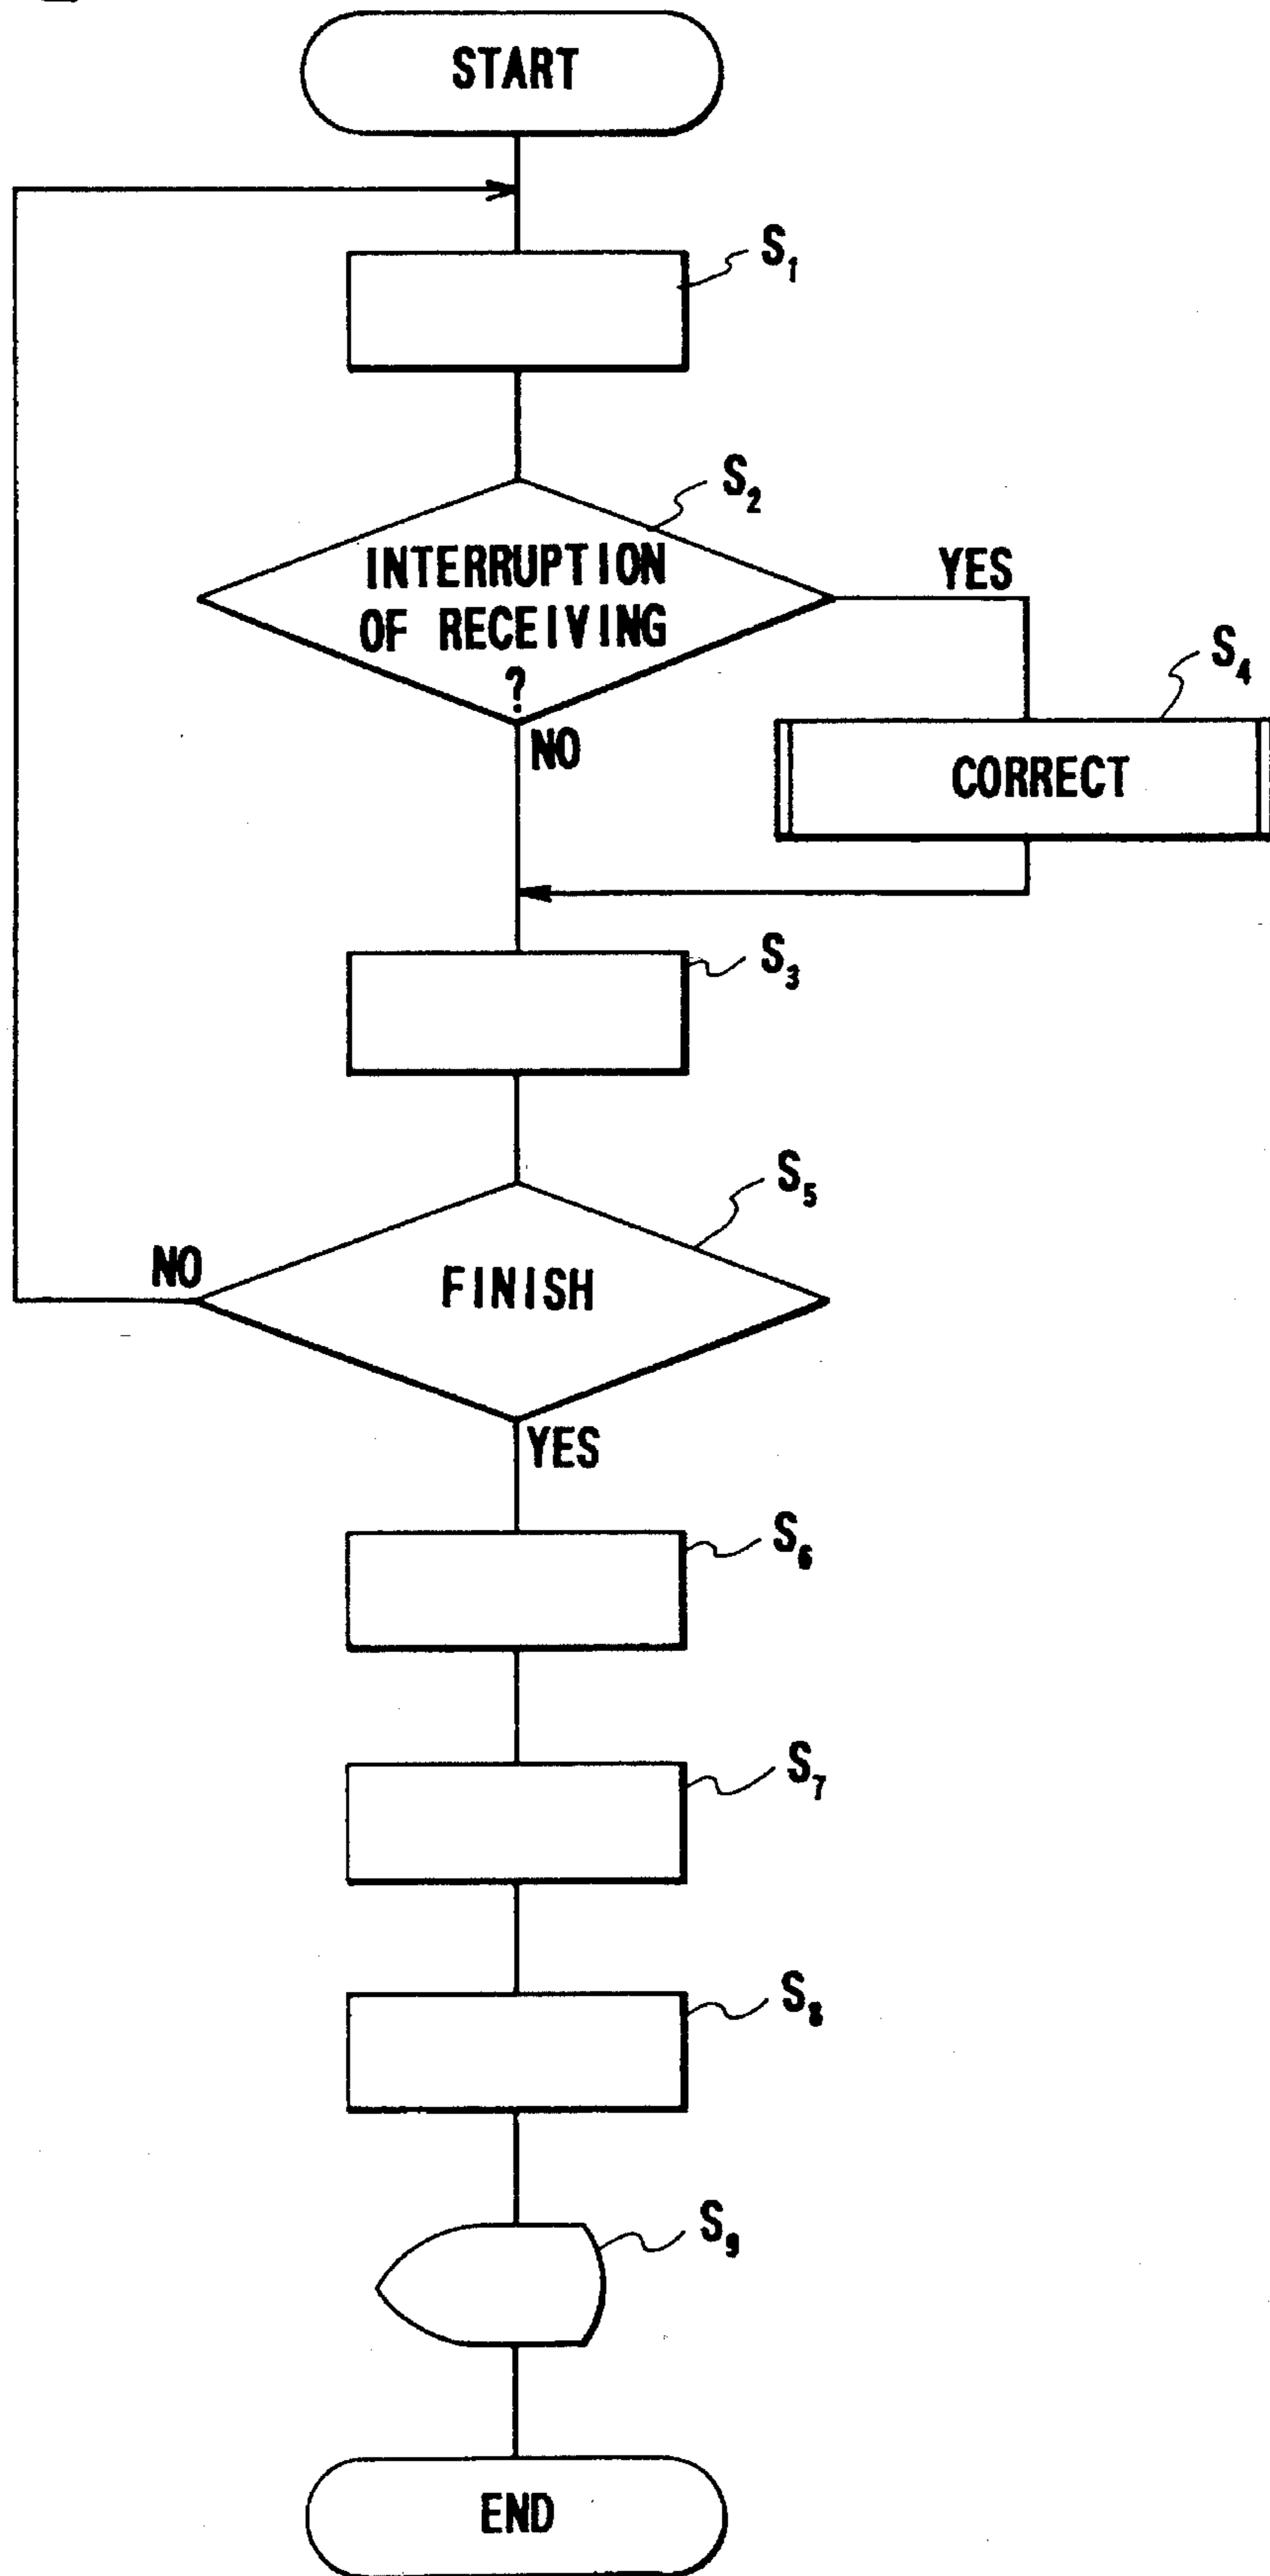 START
S₁
S₂
INTERRUPTION
OF RECEIVING
?
YES
NO
S₄
CORRECT
S₃
S₅
NO
FINISH
YES
S₆
S₇
S₈
S₉
END